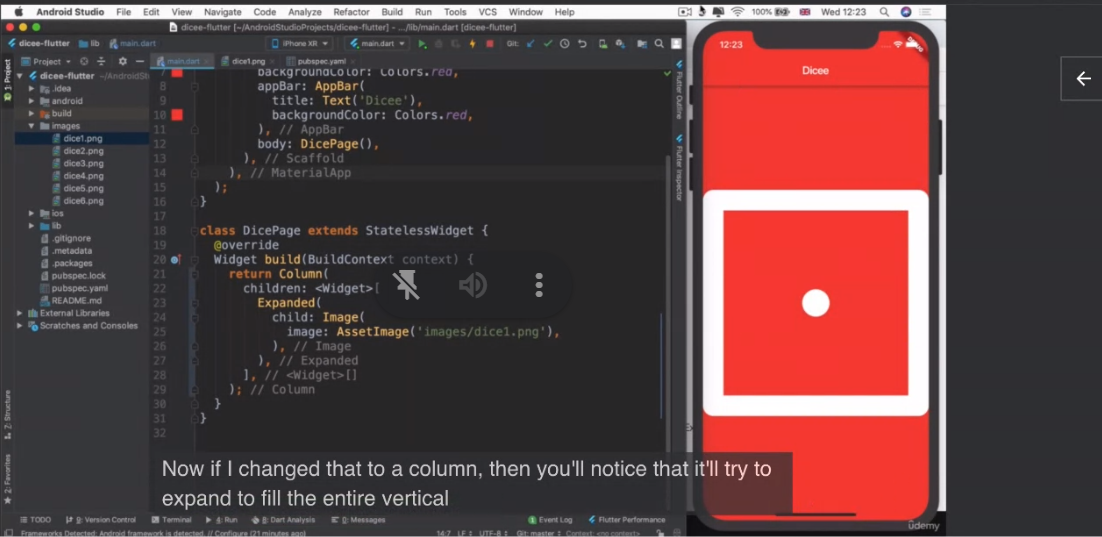 Android Studio File Edit View Navigate Code Analyze Refactor Build Run Tools VCS Window Help 100% Wed 12:23
dicee-flutter [~/AndroidStudioProjects/dicee-flutter] - .../lib/main.dart [dicee-flutter]
dicee-flutter lib main.dart iPhone XR main.dart Git:
Project main.dart dice1.png pubspec.yaml
1: Project
dicee-flutter ~/AndroidSt
.idea
android
build
images
dice1.png
dice2.png
dice3.png
dice4.png
dice5.png
dice6.png
ios
lib
.gitignore
.metadata
.packages
pubspec.lock
pubspec.yaml
README.md
External Libraries
Scratches and Consoles
7: Structure
2: Favorites
7 backgroundColor: Colors.red,
8 appBar: AppBar(
9 title: Text('Dicee'),
10 backgroundColor: Colors.red,
11 ), // AppBar
12 body: DicePage(),
13 ), // Scaffold
14 ), // MaterialApp
15 );
16 }
17
18 class DicePage extends StatelessWidget {
19 @override
20 Widget build(BuildContext context) {
21 return Column(
22 children: <Widget>[
23 Expanded(
24 child: Image(
25 image: AssetImage('images/dice1.png'),
26 ), // Image
27 ), // Expanded
28 ], // <Widget>[]
29 ); // Column
30 }
31 }
32
Flutter Outline
Flutter Inspector
12:23
Dicee
Now if I changed that to a column, then you'll notice that it'll try to
expand to fill the entire vertical
TODO 9: Version Control Terminal 4: Run Dart Analysis 0: Messages Event Log Flutter Performance
Frameworks Detected: Android framework is detected. // Configure (21 minutes ago) 14:7 LF UTF-8 Git: master Context: <no context>
ûdemy